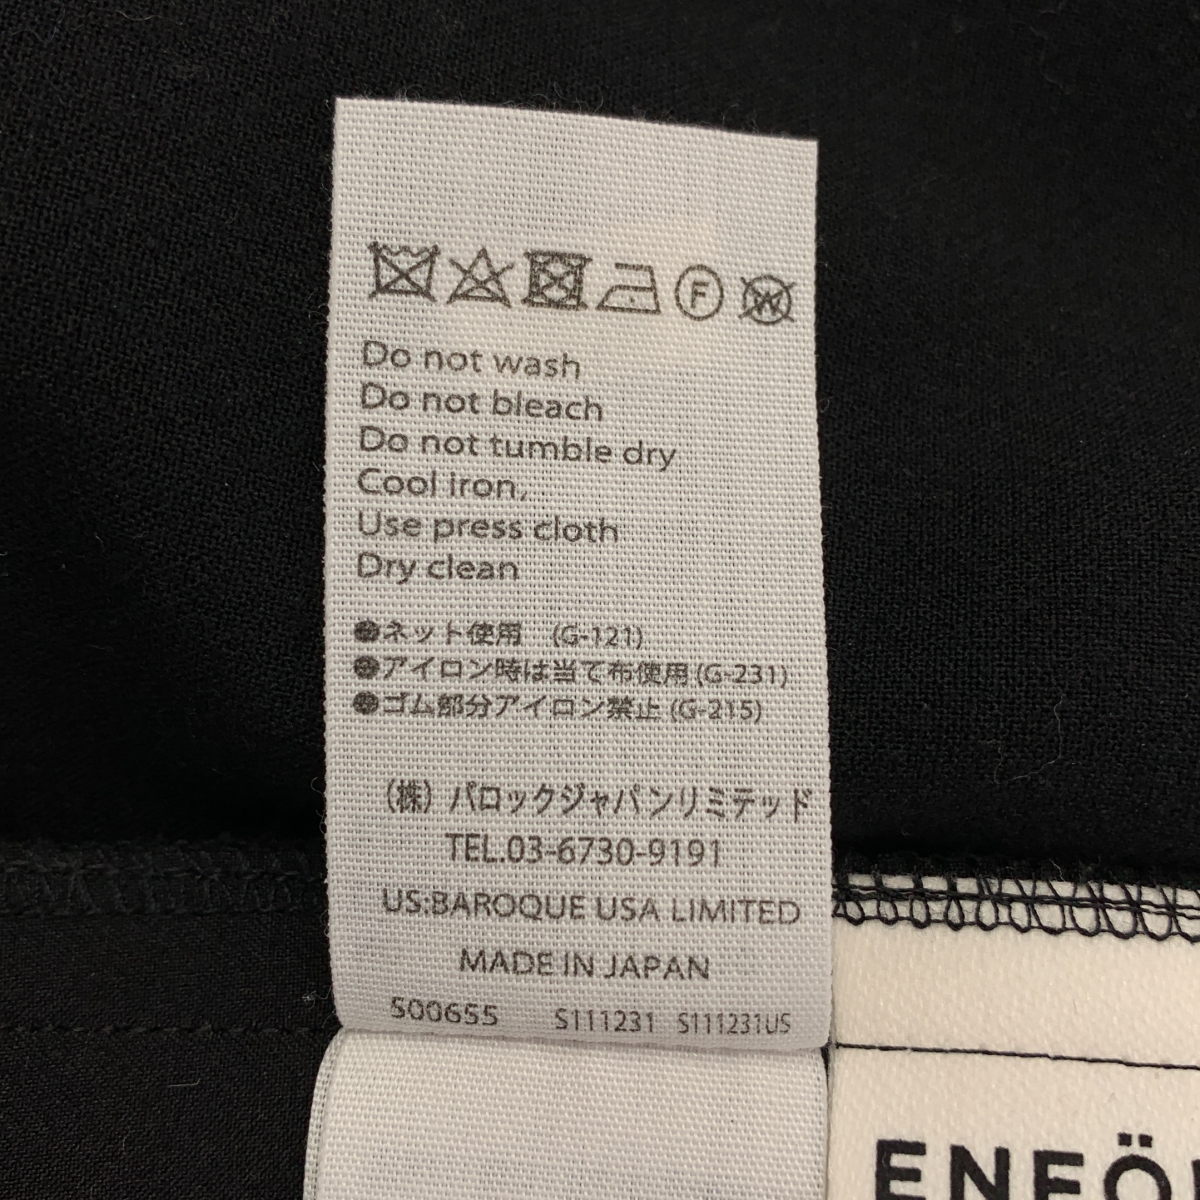 F W
Do not wash
Do not bleach
Do not tumble dry
Cool iron,
Use press cloth
Dry clean
●ネット使用 (G-121)
●アイロン時は当て布使用(G-231)
●ゴム部分アイロン禁止(G-215)
(株)バロックジャパンリミテッド
TEL.03-6730-9191
US:BAROQUE USA LIMITED
MADE IN JAPAN
500655 S111231 S111231US